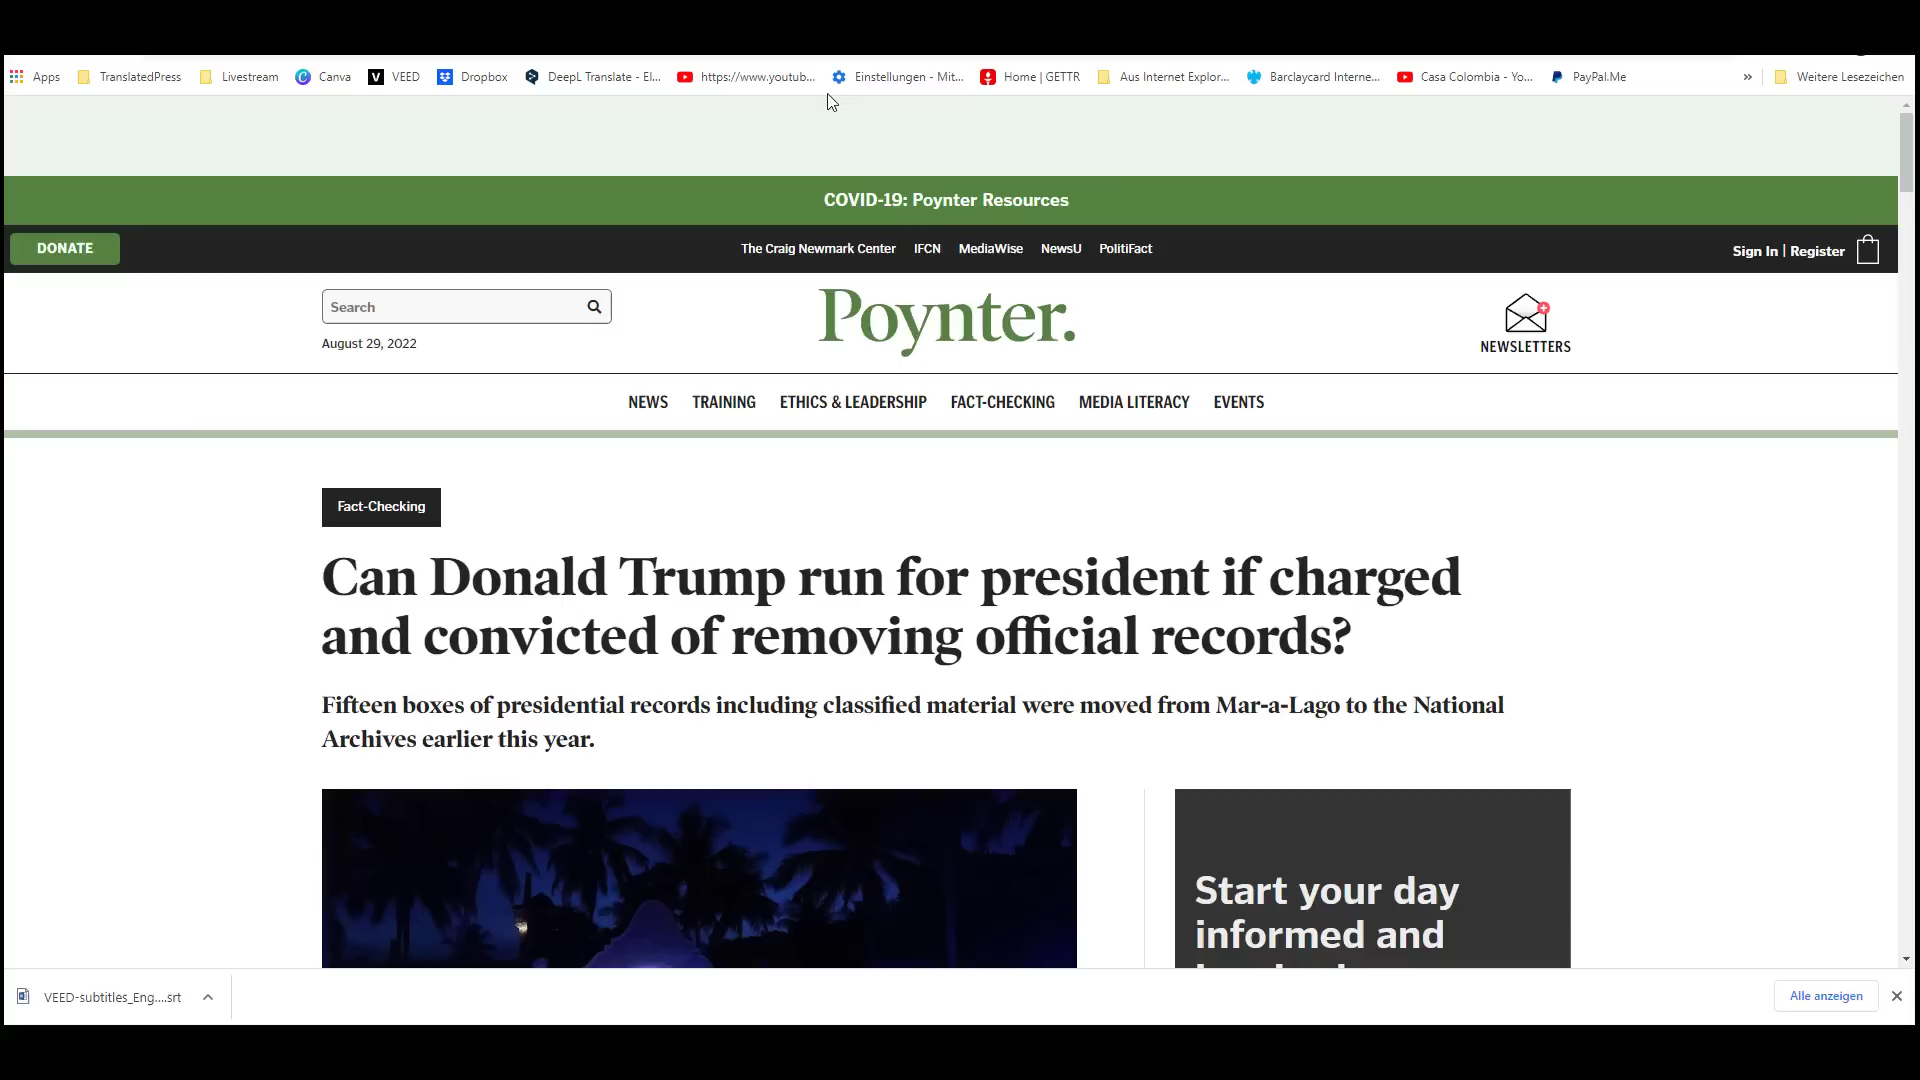 Apps TranslatedPress Livestream Canva VEED Dropbox DeepL Translate - El... https://www.youtub... Einstellungen - Mit... Home | GETTR Aus Internet Explor... Barclaycard Interne... Casa Colombia - Yo... PayPal.Me » Weitere Lesezeichen
COVID-19: Poynter Resources
DONATE The Craig Newmark Center IFCN MediaWise NewsU PolitiFact Sign In | Register
Search
Poynter.
August 29, 2022
NEWSLETTERS
NEWS TRAINING ETHICS & LEADERSHIP FACT-CHECKING MEDIA LITERACY EVENTS
Fact-Checking
Can Donald Trump run for president if charged
and convicted of removing official records?
Fifteen boxes of presidential records including classified material were moved from Mar-a-Lago to the National
Archives earlier this year.
Start your day
informed and
VEED-subtitles_Eng....srt
Alle anzeigen